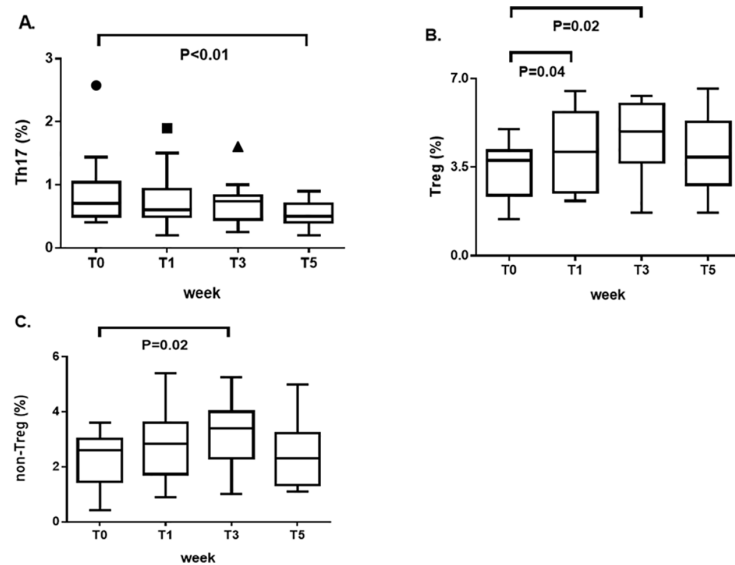 A.
P<0.01
3
2
1
0
Th17 (%)
T0 T1 T3 T5
week
B.
P=0.02
P=0.04
7.0
3.5
0.0
Treg (%)
T0 T1 T3 T5
week
C.
P=0.02
6
4
2
0
non-Treg (%)
T0 T1 T3 T5
week